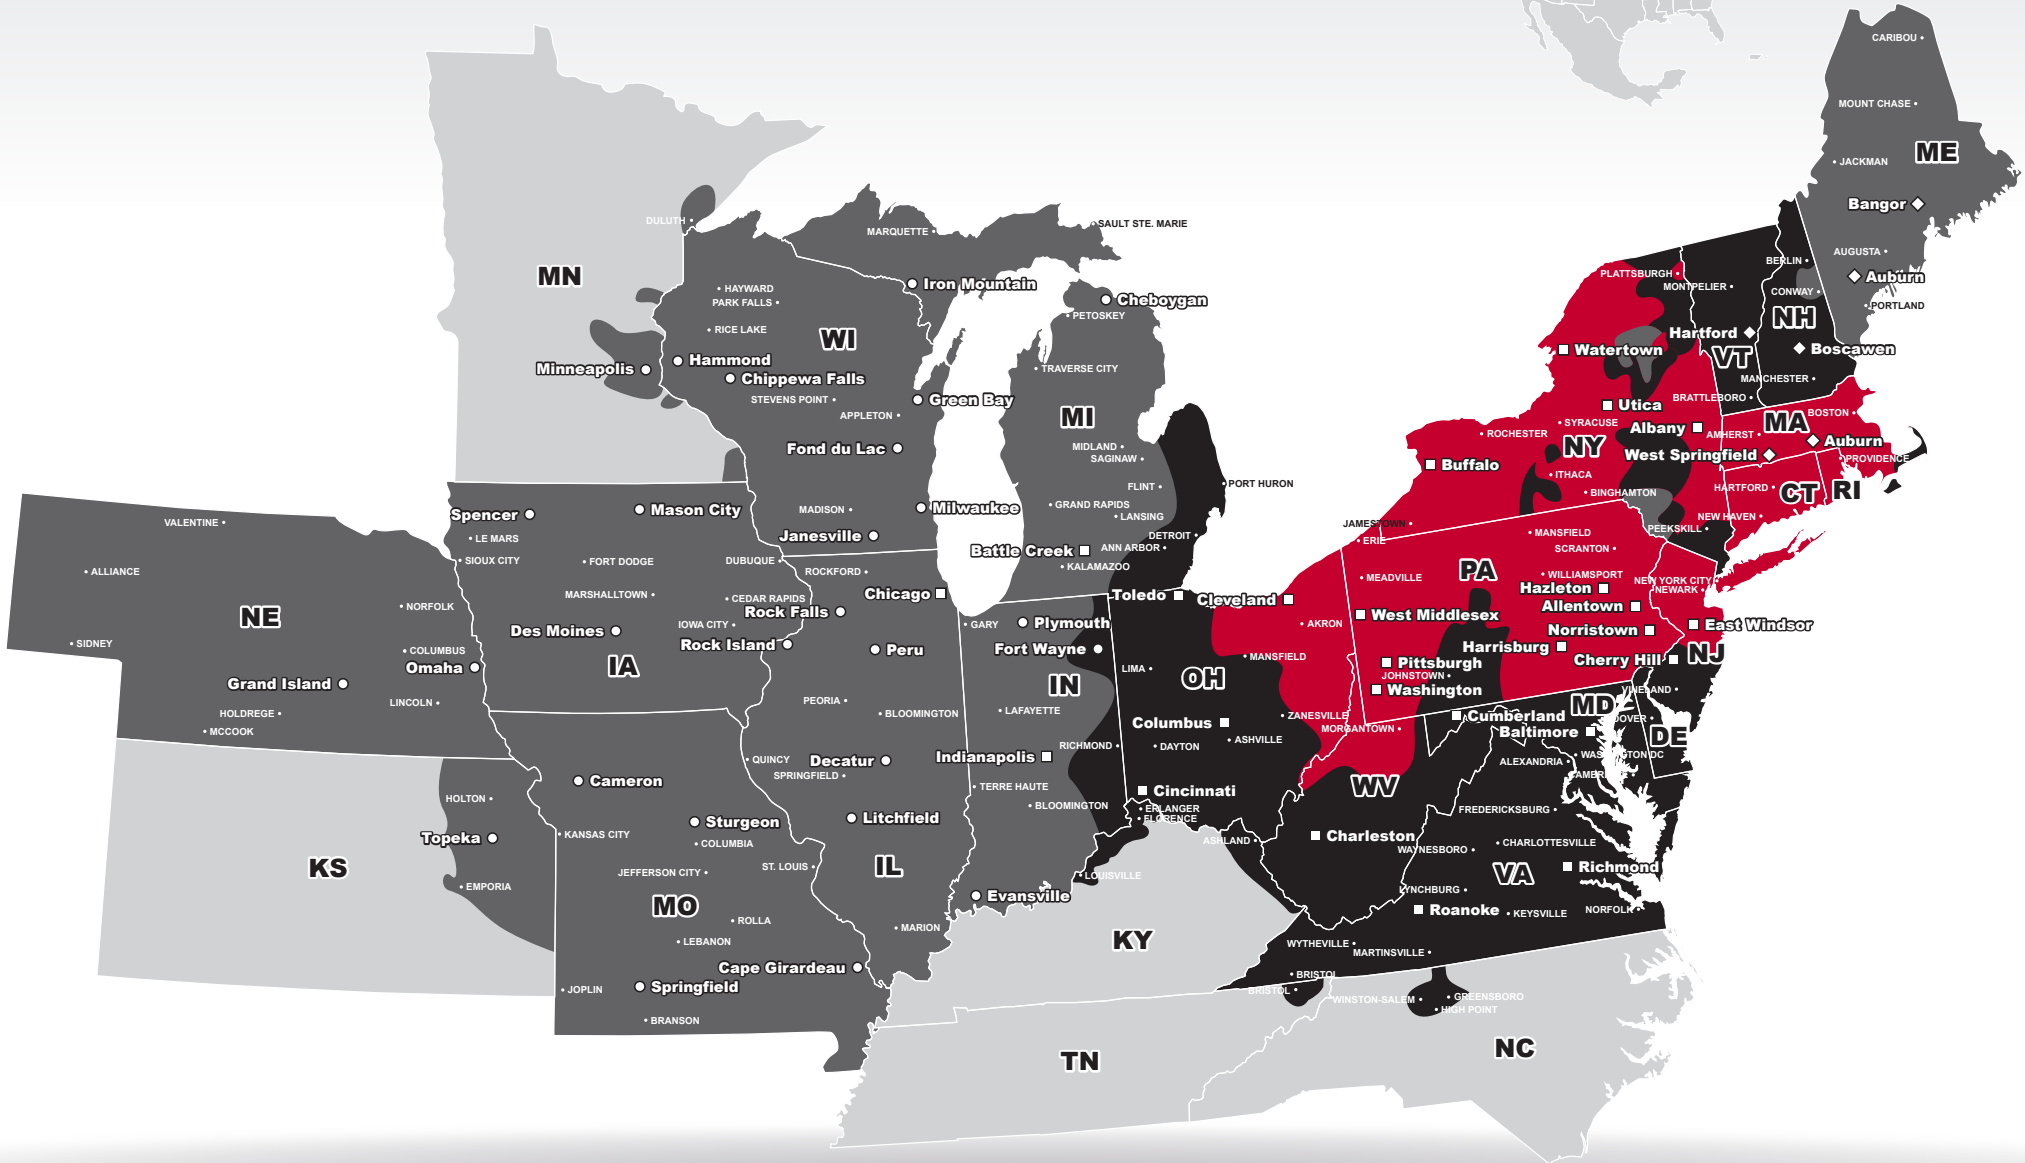 CARIBOU
MOUNT CHASE
ME
JACKMAN
Bangor
DULUTH
MARQUETTE
SAULT STE. MARIE
AUGUSTA
BERLIN
MN
PLATTSBURGH
Auburn
HAYWARD
Iron Mountain
MONTPELIER
CONWAY
PARK FALLS
Cheboygan
PORTLAND
PETOSKEY
NH
RICE LAKE
WI
Hartford
Watertown
VT
Boscawen
Hammond
Minneapolis
TRAVERSE CITY
Chippewa Falls
MANCHESTER
STEVENS POINT
Green Bay
BRATTLEBORO
Utica
APPLETON
MI
BOSTON
SYRACUSE
MA
Albany
ROCHESTER
AMHERST
Auburn
Fond du Lac
MIDLAND
NY
SAGINAW
West Springfield
PROVIDENCE
Buffalo
ITHACA
FLINT
PORT HURON
HARTFORD
CT
RI
BINGHAMTON
GRAND RAPIDS
Milwaukee
MADISON
Mason City
Spencer
LANSING
NEW HAVEN
VALENTINE
JAMESTOWN
PEEKSKILL
MANSFIELD
Janesville
DETROIT
LE MARS
ERIE
ANN ARBOR
Battle Creek
SCRANTON
SIOUX CITY
FORT DODGE
DUBUQUE
KALAMAZOO
ROCKFORD
ALLIANCE
PA
WILLIAMSPORT
MEADVILLE
NEW YORK CITY
Hazleton
NEWARK
MARSHALLTOWN
Chicago
Toledo
Cleveland
CEDAR RAPIDS
NORFOLK
Allentown
Rock Falls
NE
West Middlesex
IOWA CITY
GARY
Plymouth
AKRON
East Windsor
Des Moines
Norristown
SIDNEY
Rock Island
Peru
Fort Wayne
Harrisburg
COLUMBUS
NJ
MANSFIELD
Cherry Hill
Omaha
IA
LIMA
Pittsburgh
JOHNSTOWN
OH
Grand Island
IN
Washington
VINELAND
LINCOLN
PEORIA
MD
HOLDREGE
BLOOMINGTON
LAFAYETTE
ZANESVILLE
Cumberland
DOVER
Columbus
MCCOOK
MORGANTOWN
Baltimore
DE
ASHVILLE
RICHMOND
DAYTON
Indianapolis
QUINCY
Decatur
WASHINGTON DC
ALEXANDRIA
SPRINGFIELD
CAMBRIDGE
Cameron
TERRE HAUTE
WV
Cincinnati
HOLTON
BLOOMINGTON
ERLANGER
FREDERICKSBURG
Litchfield
FLORENCE
Sturgeon
KANSAS CITY
Topeka
Charleston
ASHLAND
COLUMBIA
CHARLOTTESVILLE
WAYNESBORO
KS
ST. LOUIS
IL
Richmond
JEFFERSON CITY
VA
LOUISVILLE
EMPORIA
LYNCHBURG
Evansville
MO
Roanoke
KEYSVILLE
NORFOLK
ROLLA
MARION
LEBANON
KY
WYTHEVILLE
MARTINSVILLE
Cape Girardeau
BRISTOL
Springfield
JOPLIN
BRISTOL
WINSTON-SALEM
GREENSBORO
HIGH POINT
BRANSON
NC
TN